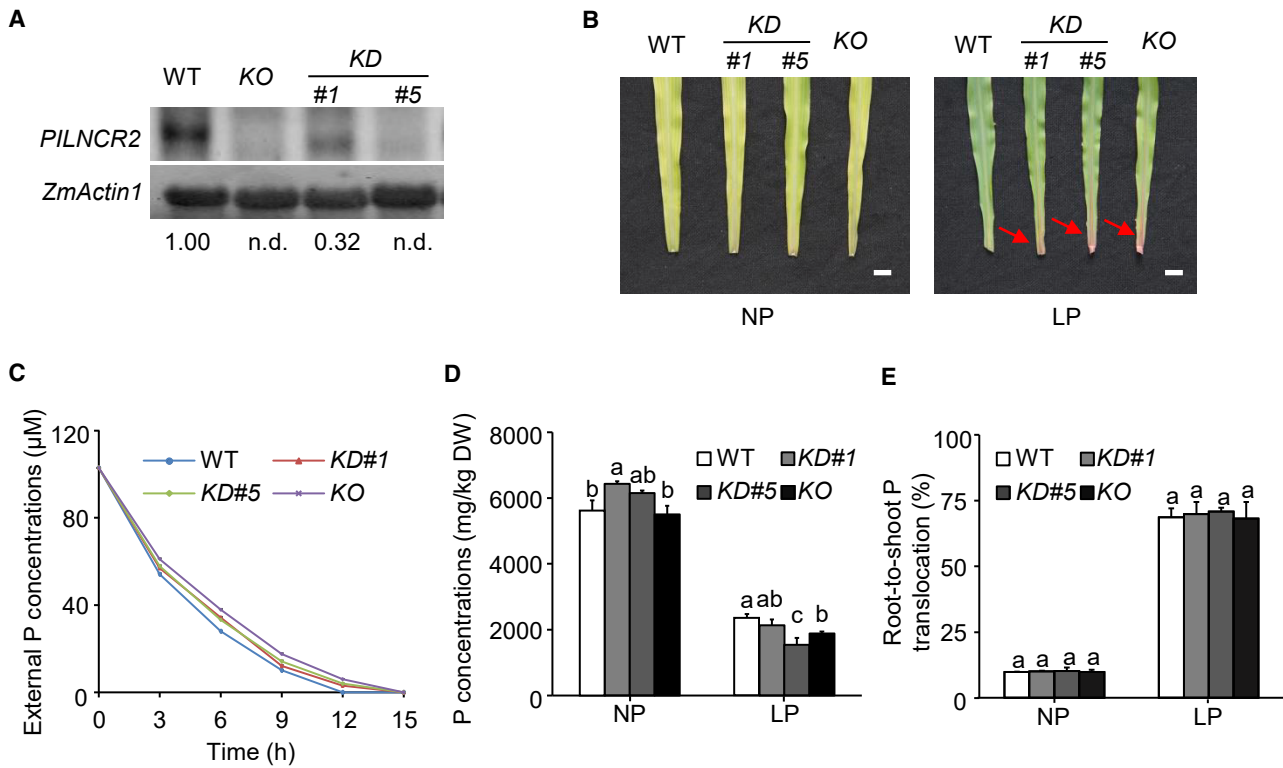 A
WT KO KD
#1 #5
PILNCR2
ZmActin1
1.00 n.d. 0.32 n.d.
B
WT KD KO
#1 #5
WT KD KO
#1 #5
NP
LP
C
External P concentrations (µM)
120
80
40
0
WT KD#1
KD#5 KO
0 3 6 9 12 15
Time (h)
D
P concentrations (mg/kg DW)
8000
6000
4000
2000
0
WT KD#1
KD#5 KO
b a ab b
a ab c b
NP LP
E
Root-to-shoot P
translocation (%)
100
75
50
25
0
WT KD#1
KD#5 KO
a a a a
a a a a
NP LP